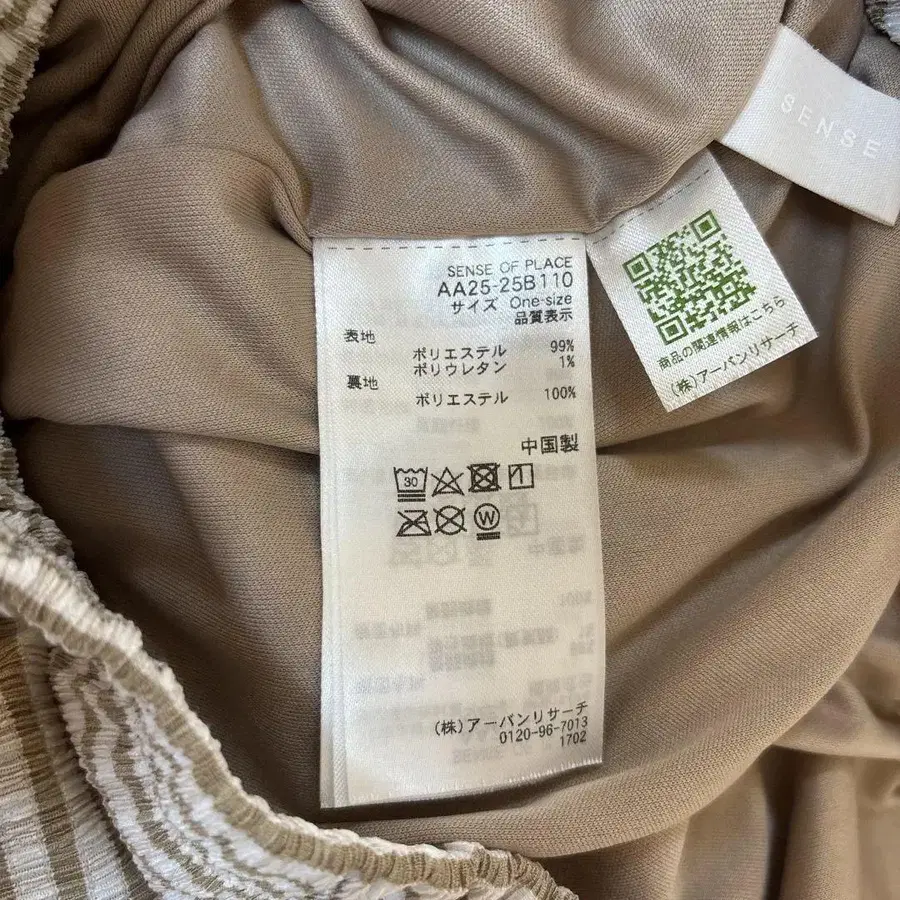 SENSE
SENSE OF PLACE
AA25-25B110
サイズ One-size
品質表示
表地
ポリエステル 99%
ポリウレタン 1%
裏地
ポリエステル 100%
中国製
30
W
(株)アーバンリサーチ
0120-96-7013
1702
商品の関連情報はこちら
(株)アーバンリサーチ